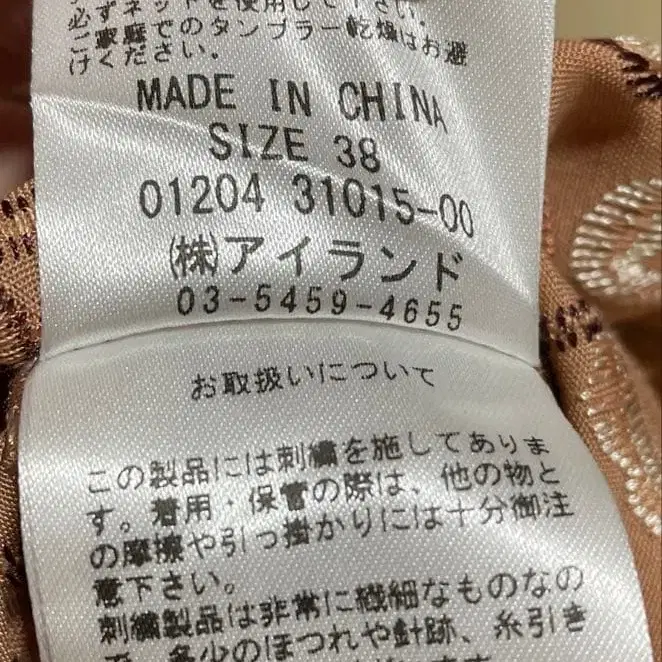 必ずネットを使用して下さい。
ご家庭でのタンブラー乾燥はお避
けください。
MADE IN CHINA
SIZE 38
01204 31015-00
㈱アイランド
03-5459-4655
お取扱いについて
この製品には刺繍を施してありま
す。着用・保管の際は、他の物と
の摩擦や引っ掛かりには十分御注
意下さい。
刺繍製品は非常に繊細なものなの
で、多少のほつれや針跡、糸引き